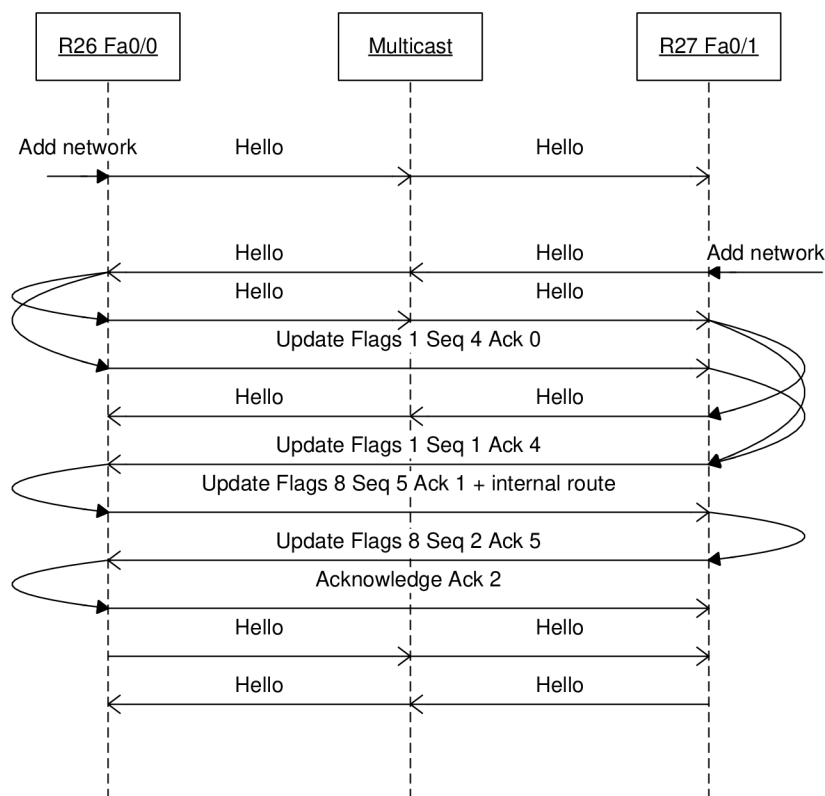 R26 Fa0/0
Multicast
R27 Fa0/1
Add network
Hello
Hello
Hello
Hello
Add network
Hello
Hello
Update Flags 1 Seq 4 Ack 0
Hello
Hello
Update Flags 1 Seq 1 Ack 4
Update Flags 8 Seq 5 Ack 1 + internal route
Update Flags 8 Seq 2 Ack 5
Acknowledge Ack 2
Hello
Hello
Hello
Hello